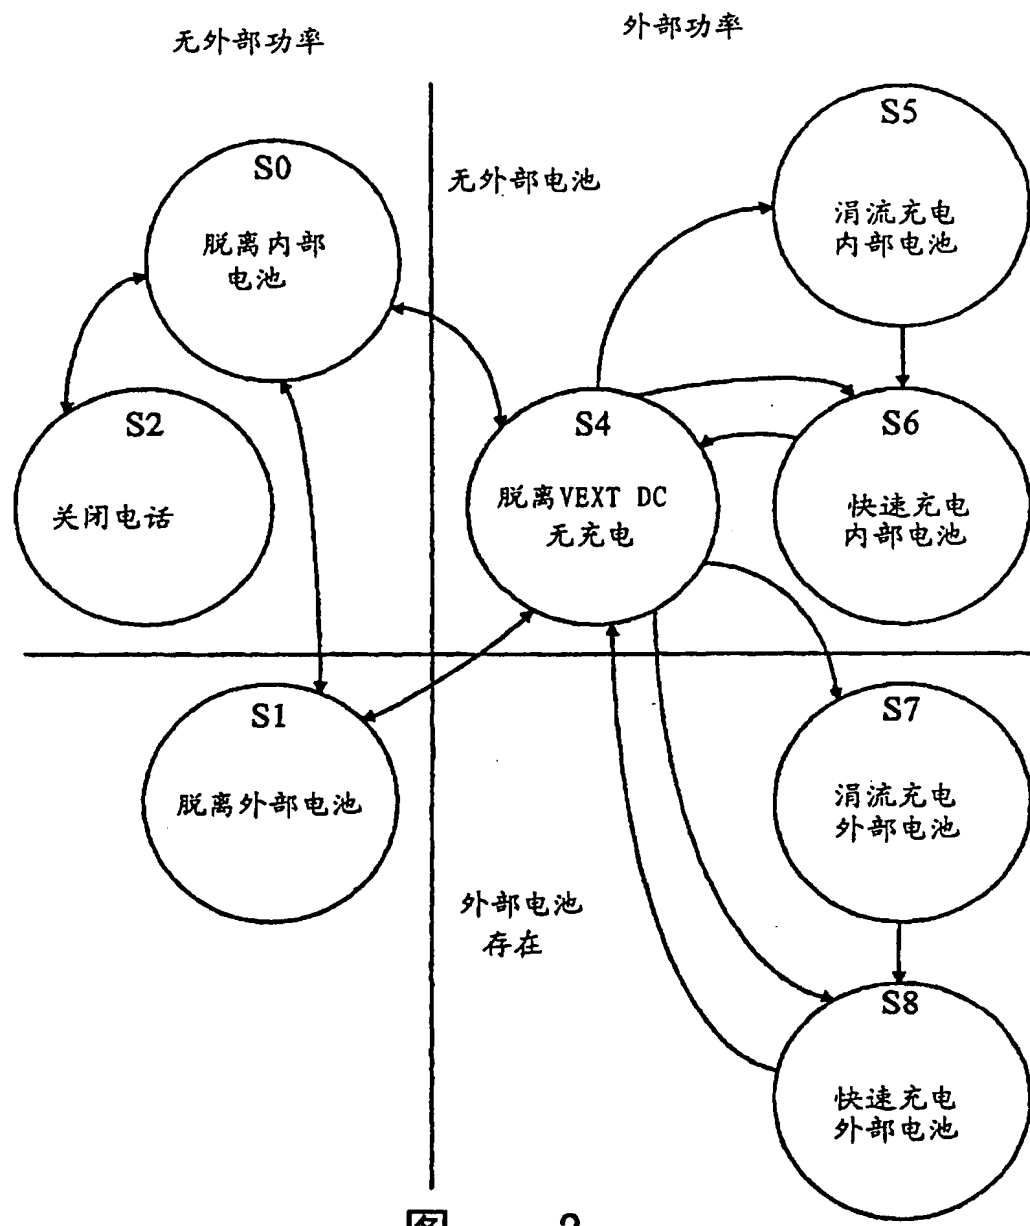 无外部功率
外部功率
S0
脱离内部
电池
无外部电池
S5
涓流充电
内部电池
S2
关闭电话
S4
脱离VEXT DC
无充电
S6
快速充电
内部电池
S1
脱离外部电池
S7
涓流充电
外部电池
外部电池
存在
S8
快速充电
外部电池